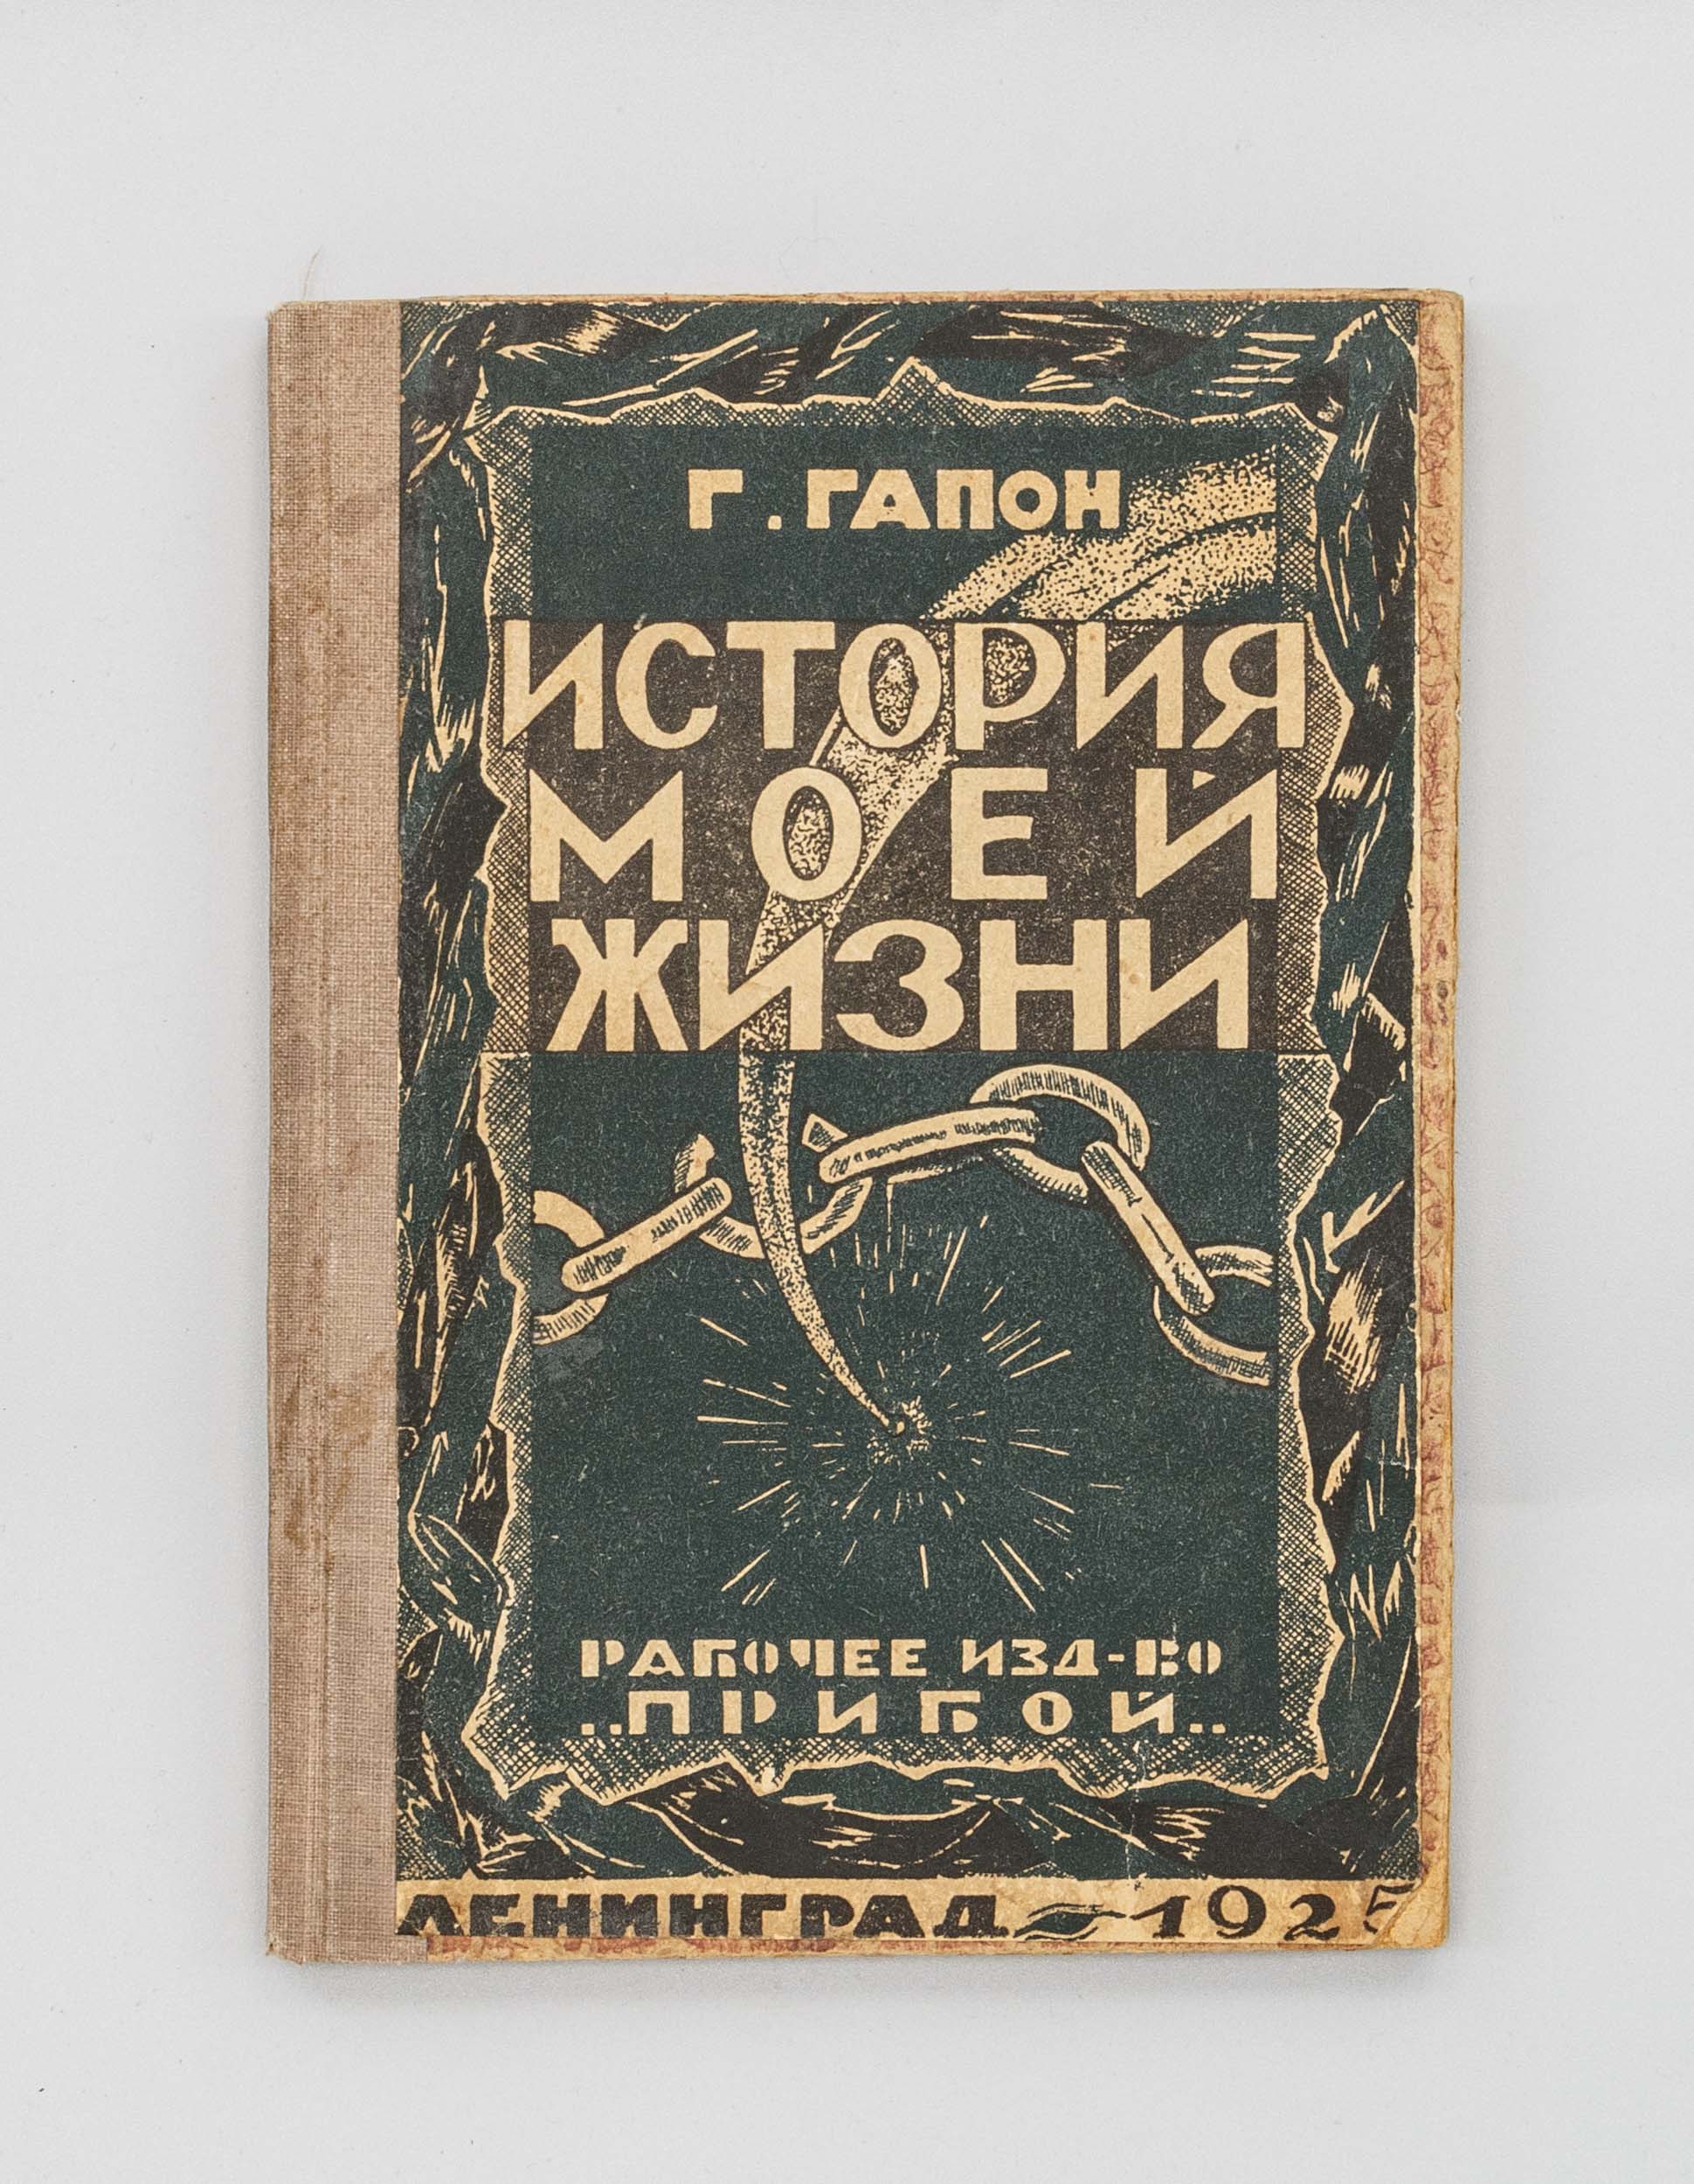 Г. ГАПОН
ИСТОРИЯ
МОЕЙ
ЖИЗНИ
РАБОЧЕЕ ИЗД-ВО
„ПРИБОЙ„
ЛЕНИНГРАД 1925